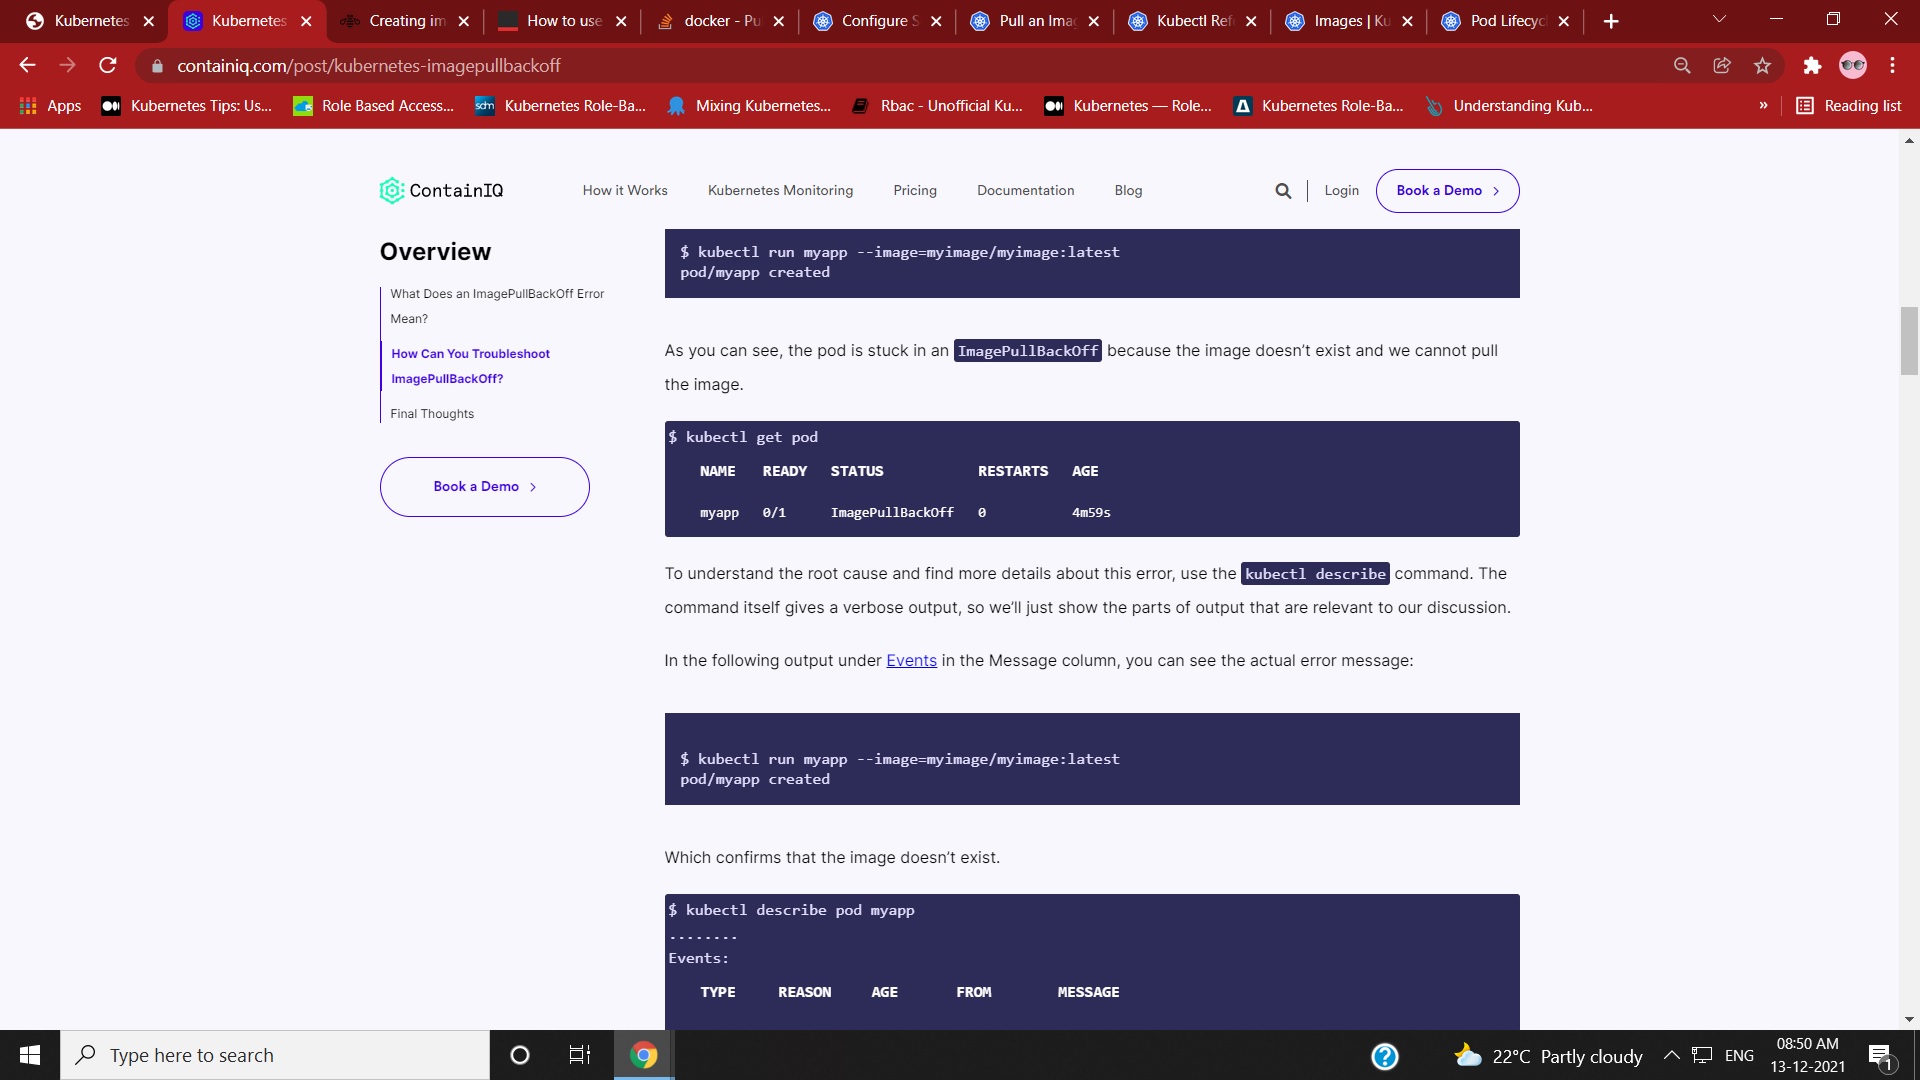 Kubernetes
Kubernetes
Creating im
How to use
docker - Pu
Configure S
Pull an Ima
Kubectl Ref
Images | Ku
Pod Lifecyc
containiq.com/post/kubernetes-imagepullbackoff
Apps
Kubernetes Tips: Us...
Role Based Access...
sdm
Kubernetes Role-Ba...
Mixing Kubernetes...
Rbac - Unofficial Ku...
Kubernetes — Role...
Kubernetes Role-Ba...
Understanding Kub...
»
Reading list
ContainIQ
How it Works
Kubernetes Monitoring
Pricing
Documentation
Blog
Login
Book a Demo
Overview
What Does an ImagePullBackOff Error
Mean?
How Can You Troubleshoot
ImagePullBackOff?
Final Thoughts
Book a Demo
$ kubectl run myapp --image=myimage/myimage:latest
pod/myapp created
As you can see, the pod is stuck in an ImagePullBackOff because the image doesn’t exist and we cannot pull
the image.
$ kubectl get pod
NAME READY STATUS RESTARTS AGE
myapp 0/1 ImagePullBackOff 0 4m59s
To understand the root cause and find more details about this error, use the kubectl describe command. The
command itself gives a verbose output, so we’ll just show the parts of output that are relevant to our discussion.
In the following output under Events in the Message column, you can see the actual error message:
$ kubectl run myapp --image=myimage/myimage:latest
pod/myapp created
Which confirms that the image doesn’t exist.
$ kubectl describe pod myapp
--------
Events:
TYPE REASON AGE FROM MESSAGE
Type here to search
22°C Partly cloudy
ENG
08:50 AM
13-12-2021
1